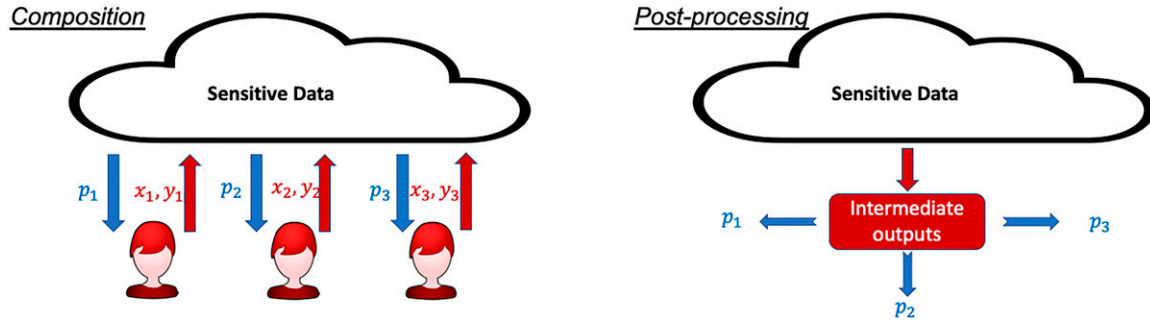 Composition
Sensitive Data
p₁ x₁, y₁ p₂ x₂, y₂ p₃ x₃, y₃
Post-processing
Sensitive Data
Intermediate
outputs
p₁ p₃
p₂